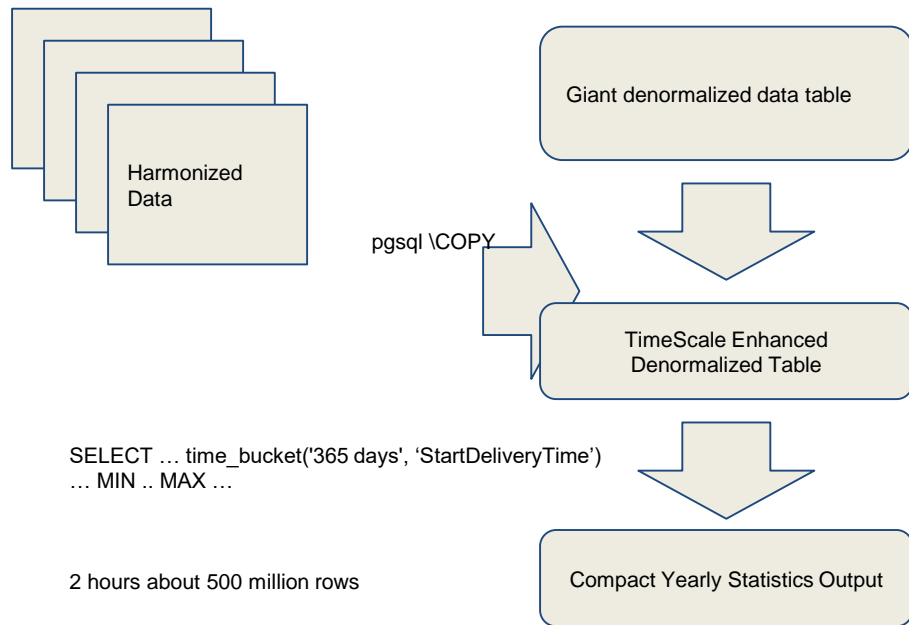 Giant denormalized data table
Harmonized
Data
pgsql \COPY
TimeScale Enhanced
Denormalized Table
SELECT … time_bucket('365 days', ‘StartDeliveryTime’)
… MIN .. MAX …
2 hours about 500 million rows
Compact Yearly Statistics Output